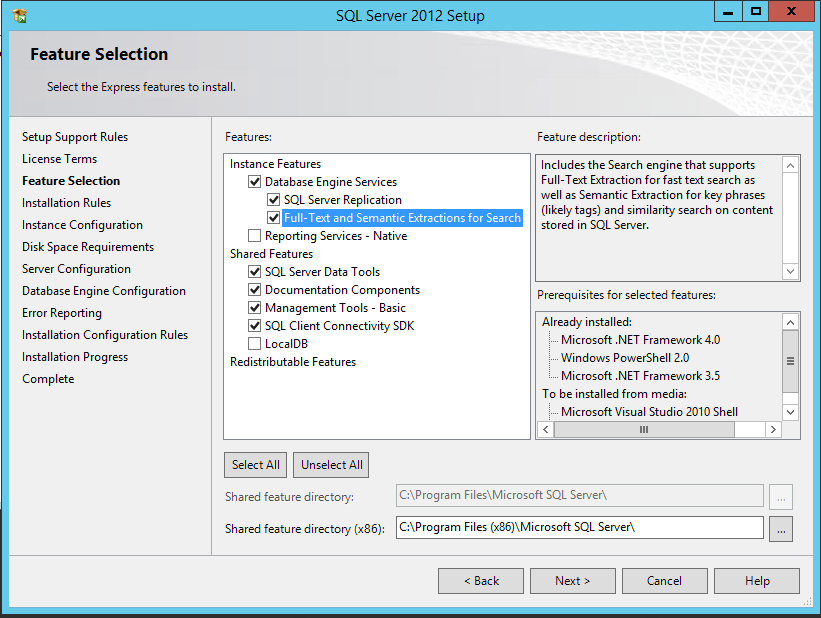 SQL Server 2012 Setup
Feature Selection
Select the Express features to install.
Setup Support Rules
License Terms
Feature Selection
Installation Rules
Instance Configuration
Disk Space Requirements
Server Configuration
Database Engine Configuration
Error Reporting
Installation Configuration Rules
Installation Progress
Complete
Features:
Instance Features
Database Engine Services
SQL Server Replication
Full-Text and Semantic Extractions for Search
Reporting Services - Native
Shared Features
SQL Server Data Tools
Documentation Components
Management Tools - Basic
SQL Client Connectivity SDK
LocalDB
Redistributable Features
Feature description:
Includes the Search engine that supports
Full-Text Extraction for fast text search as
well as Semantic Extraction for key phrases
(likely tags) and similarity search on content
stored in SQL Server.
Prerequisites for selected features:
Already installed:
Microsoft .NET Framework 4.0
Windows PowerShell 2.0
Microsoft .NET Framework 3.5
To be installed from media:
Microsoft Visual Studio 2010 Shell
Select All
Unselect All
Shared feature directory:
C:\Program Files\Microsoft SQL Server\
...
Shared feature directory (x86):
C:\Program Files (x86)\Microsoft SQL Server\
...
< Back
Next >
Cancel
Help